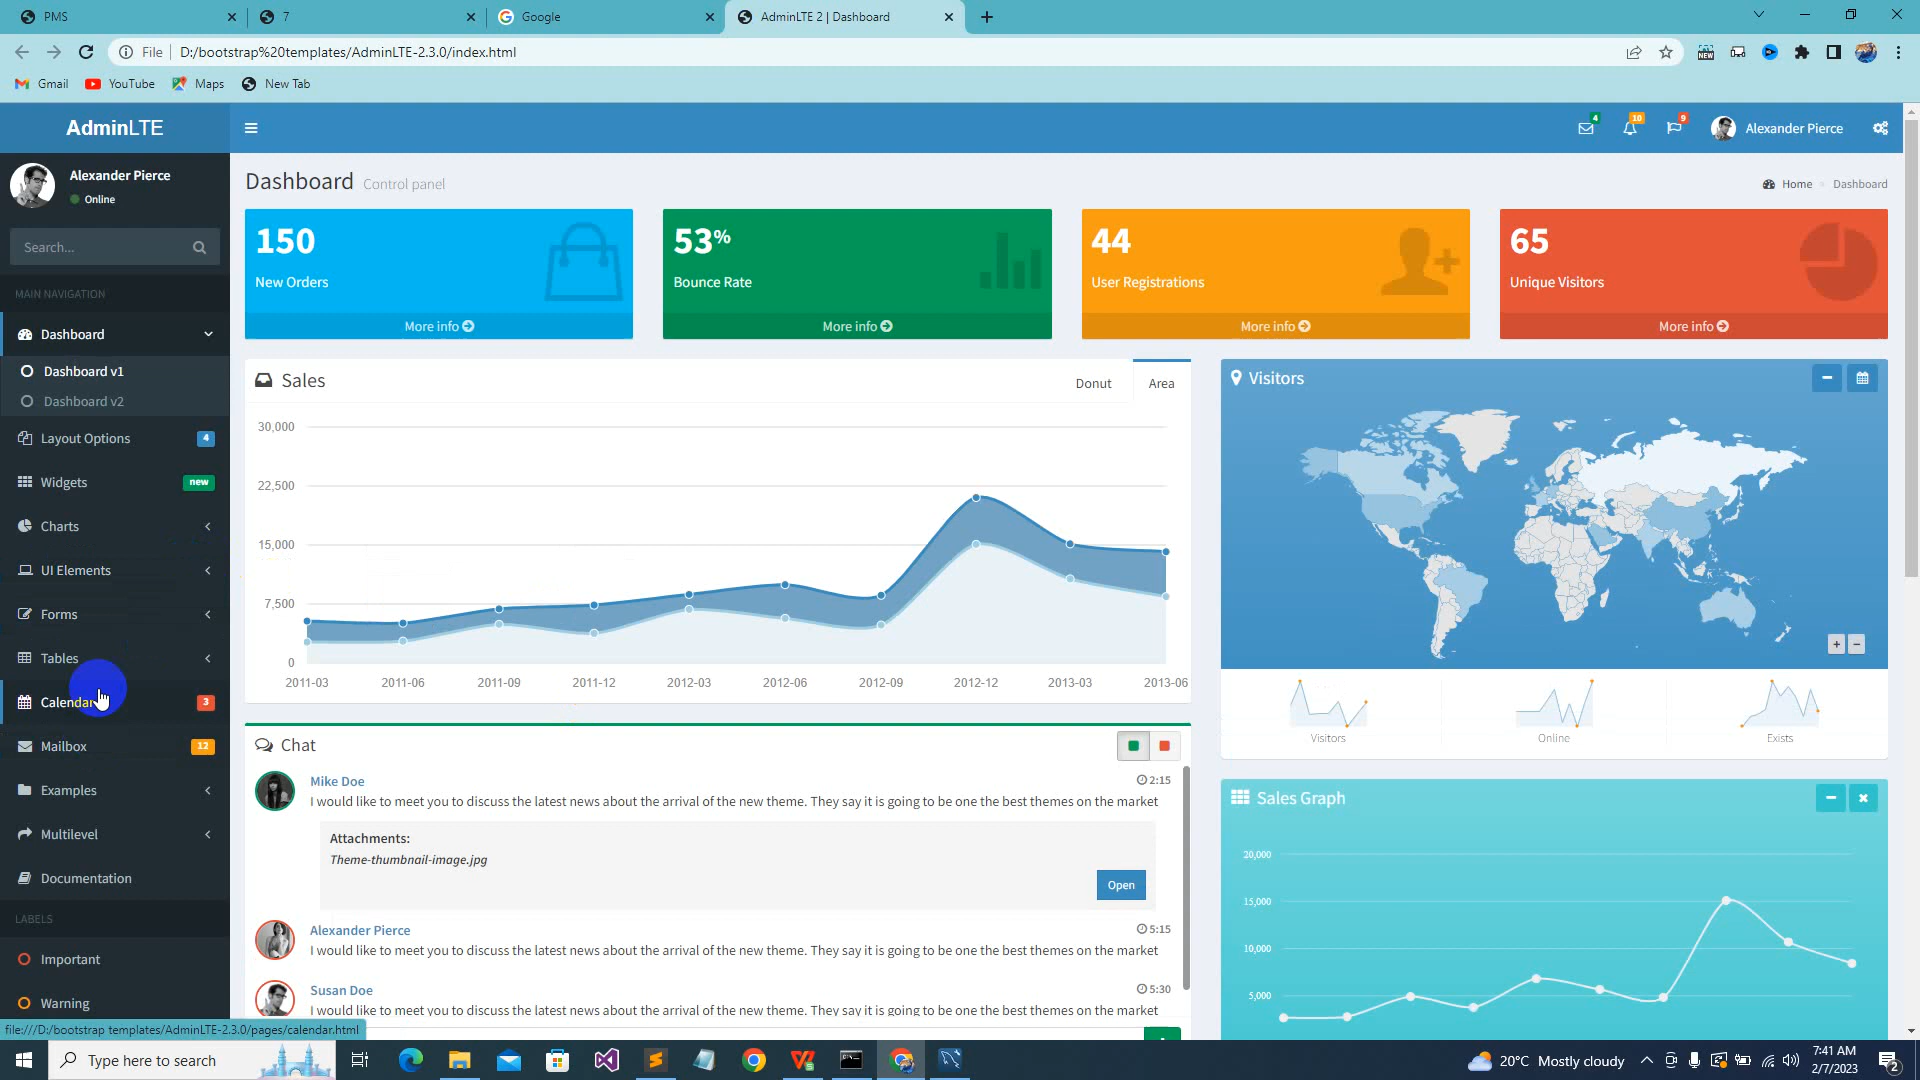 PMS
7
Google
AdminLTE 2 | Dashboard
File
D:/bootstrap%20templates/AdminLTE-2.3.0/index.html
NEW
Gmail
YouTube
Maps
New Tab
AdminLTE
4
10
9
Alexander Pierce
Alexander Pierce
Online
Search...
MAIN NAVIGATION
Dashboard
Dashboard v1
Dashboard v2
Layout Options
4
Widgets
new
Charts
UI Elements
Forms
Tables
Calendar
3
Mailbox
12
Examples
Multilevel
Documentation
LABELS
Important
Warning
Dashboard Control panel
Home
Dashboard
150
New Orders
More info
53%
Bounce Rate
More info
44
User Registrations
More info
65
Unique Visitors
More info
Sales
Donut
Area
30,000
22,500
15,000
7,500
0
2011-03
2011-06
2011-09
2011-12
2012-03
2012-06
2012-09
2012-12
2013-03
2013-06
Visitors
+
−
Visitors
Online
Exists
Chat
Mike Doe
2:15
I would like to meet you to discuss the latest news about the arrival of the new theme. They say it is going to be one the best themes on the market
Attachments:
Theme-thumbnail-image.jpg
Open
Alexander Pierce
5:15
I would like to meet you to discuss the latest news about the arrival of the new theme. They say it is going to be one the best themes on the market
Susan Doe
5:30
I would like to meet you to discuss the latest news about the arrival of the new theme. They say it is going to be one the best themes on the market
Sales Graph
20,000
15,000
10,000
5,000
file:///D:/bootstrap templates/AdminLTE-2.3.0/pages/calendar.html
Type here to search
20°C Mostly cloudy
7:41 AM
2/7/2023
2